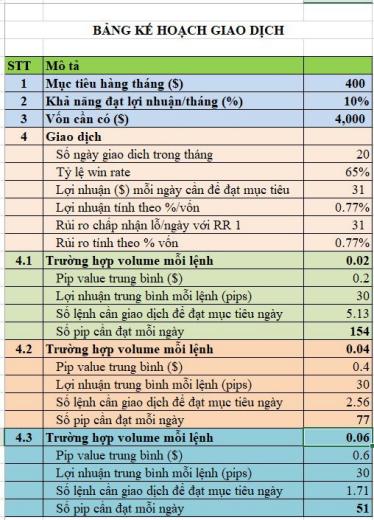 BẢNG KẾ HOẠCH GIAO DỊCH
STT Mô tả
1 Mục tiêu hàng tháng ($) 400
2 Khả năng đạt lợi nhuận/tháng (%) 10%
3 Vốn cần có ($) 4,000
4 Giao dịch
Số ngày giao dich trong tháng 20
Tỷ lệ win rate 65%
Lợi nhuận ($) mỗi ngày cần để đạt mục tiêu 31
Lợi nhuận tính theo %/vốn 0.77%
Rủi ro chấp nhận lỗ/ngày với RR 1 31
Rủi ro tính theo % vốn 0.77%
4.1 Trường hợp volume mỗi lệnh 0.02
Pip value trung bình ($) 0.2
Lợi nhuận trung bình mỗi lệnh (pips) 30
Số lệnh cần giao dịch để đạt mục tiêu ngày 5.13
Số pip cần đạt mỗi ngày 154
4.2 Trường hợp volume mỗi lệnh 0.04
Pip value trung bình ($) 0.4
Lợi nhuận trung bình mỗi lệnh (pips) 30
Số lệnh cần giao dịch để đạt mục tiêu ngày 2.56
Số pip cần đạt mỗi ngày 77
4.3 Trường hợp volume mỗi lệnh 0.06
Pip value trung bình ($) 0.6
Lợi nhuận trung bình mỗi lệnh (pips) 30
Số lệnh cần giao dịch để đạt mục tiêu ngày 1.71
Số pip cần đạt mỗi ngày 51